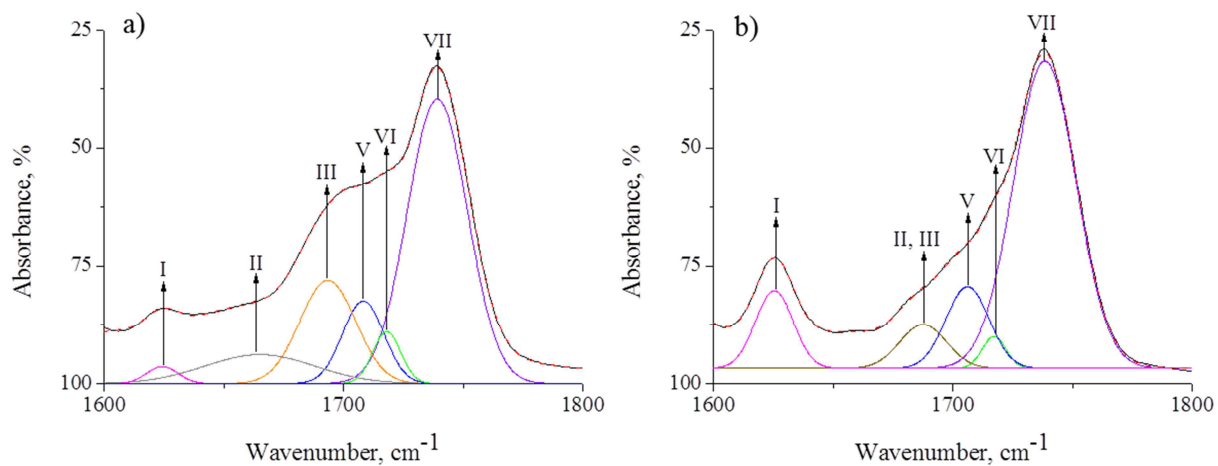 a)
25
50
75
100
Absorbance, %
I
II
III
V
VI
VII
1600
1700
1800
Wavenumber, cm-1
b)
25
50
75
100
Absorbance, %
I
II, III
V
VI
VII
1600
1700
1800
Wavenumber, cm-1